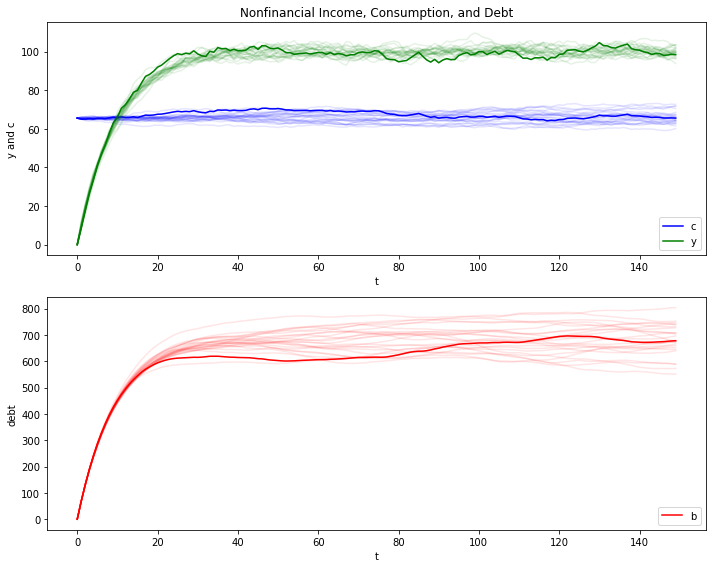 Nonfinancial Income, Consumption, and Debt
100
80
60
40
20
0
y and c
c
y
0 20 40 60 80 100 120 140
t
800
700
600
500
400
300
200
100
0
debt
b
0 20 40 60 80 100 120 140
t